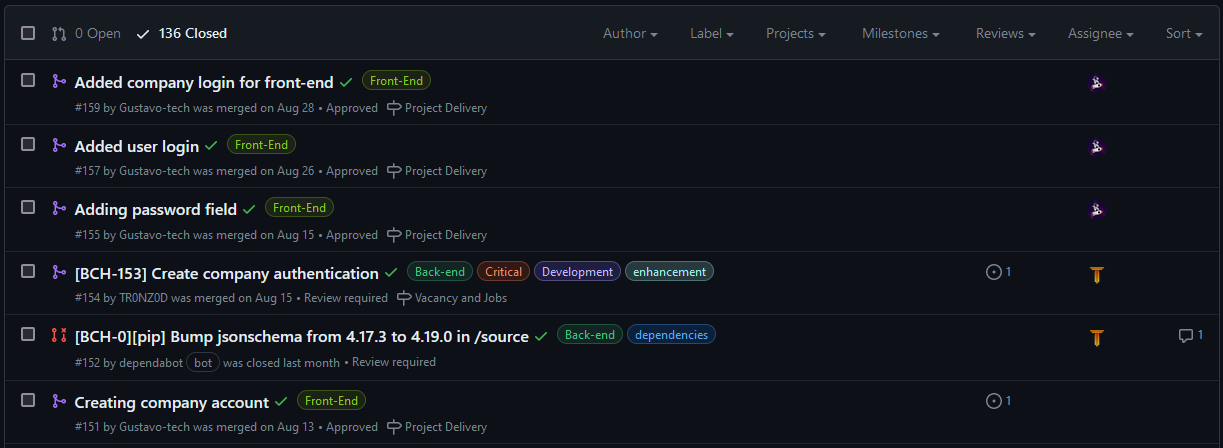 0 Open 136 Closed Author Label Projects Milestones Reviews Assignee Sort
Added company login for front-end Front-End
#159 by Gustavo-tech was merged on Aug 28 • Approved Project Delivery
Added user login Front-End
#157 by Gustavo-tech was merged on Aug 26 • Approved Project Delivery
Adding password field Front-End
#155 by Gustavo-tech was merged on Aug 15 • Approved Project Delivery
[BCH-153] Create company authentication Back-end Critical Development enhancement 1
#154 by TR0NZ0D was merged on Aug 15 • Review required Vacancy and Jobs
[BCH-0][pip] Bump jsonschema from 4.17.3 to 4.19.0 in /source Back-end dependencies 1
#152 by dependabot bot was closed last month • Review required
Creating company account Front-End 1
#151 by Gustavo-tech was merged on Aug 13 • Approved Project Delivery